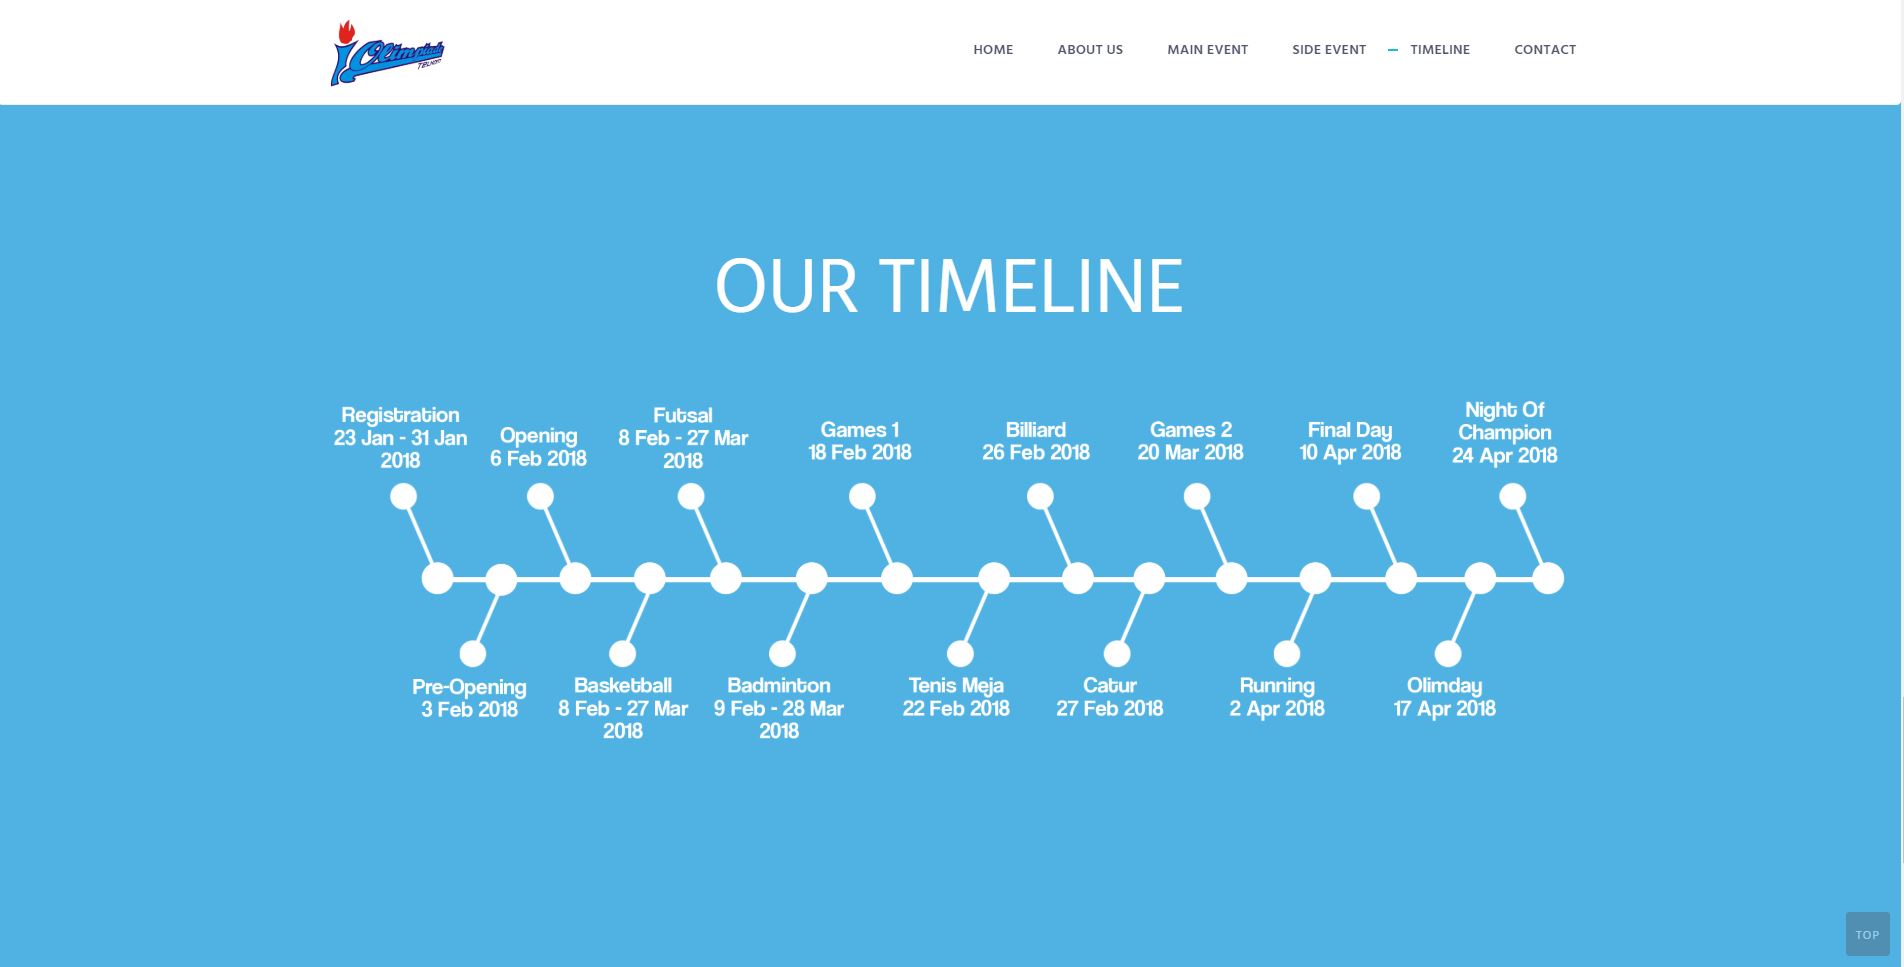 Olimpiade
TELKOM
HOME
ABOUT US
MAIN EVENT
SIDE EVENT
TIMELINE
CONTACT
OUR TIMELINE
Registration
23 Jan - 31 Jan
2018
Opening
6 Feb 2018
Futsal
8 Feb - 27 Mar
2018
Games 1
18 Feb 2018
Billiard
26 Feb 2018
Games 2
20 Mar 2018
Final Day
10 Apr 2018
Night Of
Champion
24 Apr 2018
Pre-Opening
3 Feb 2018
Basketball
8 Feb - 27 Mar
2018
Badminton
9 Feb - 28 Mar
2018
Tenis Meja
22 Feb 2018
Catur
27 Feb 2018
Running
2 Apr 2018
Olimday
17 Apr 2018
TOP